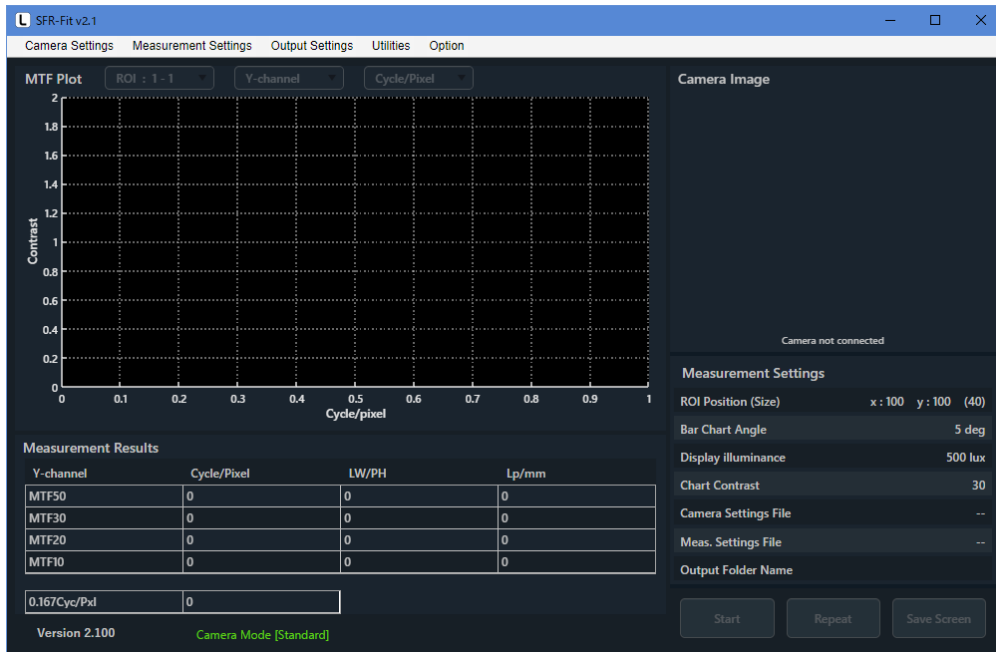 L SFR-Fit v2.1
Camera Settings Measurement Settings Output Settings Utilities Option
MTF Plot ROI : 1 - 1 Y-channel Cycle/Pixel
2
1.8
1.6
1.4
1.2
1
0.8
0.6
0.4
0.2
0
Contrast
0 0.1 0.2 0.3 0.4 0.5 0.6 0.7 0.8 0.9 1
Cycle/pixel
Camera Image
Camera not connected
Measurement Results
Y-channel Cycle/Pixel LW/PH Lp/mm
MTF50 0 0 0
MTF30 0 0 0
MTF20 0 0 0
MTF10 0 0 0
0.167Cyc/Pxl 0
Version 2.100 Camera Mode [Standard]
Measurement Settings
ROI Position (Size) x : 100 y : 100 (40)
Bar Chart Angle 5 deg
Display illuminance 500 lux
Chart Contrast 30
Camera Settings File --
Meas. Settings File --
Output Folder Name
Start Repeat Save Screen